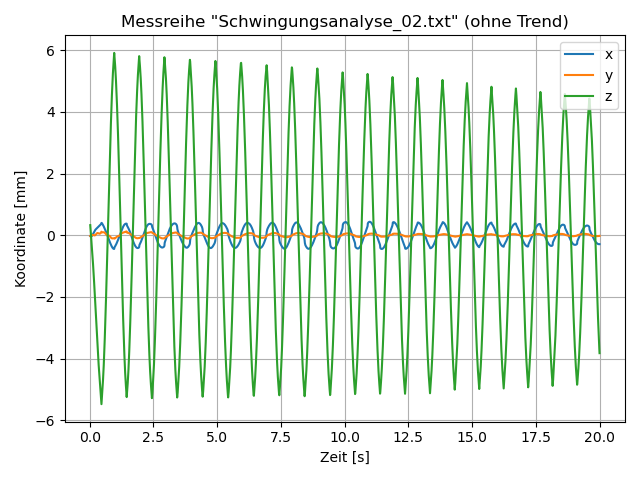 Messreihe "Schwingungsanalyse_02.txt" (ohne Trend)
x
y
z
6
4
2
0
−2
−4
−6
Koordinate [mm]
0.0 2.5 5.0 7.5 10.0 12.5 15.0 17.5 20.0
Zeit [s]